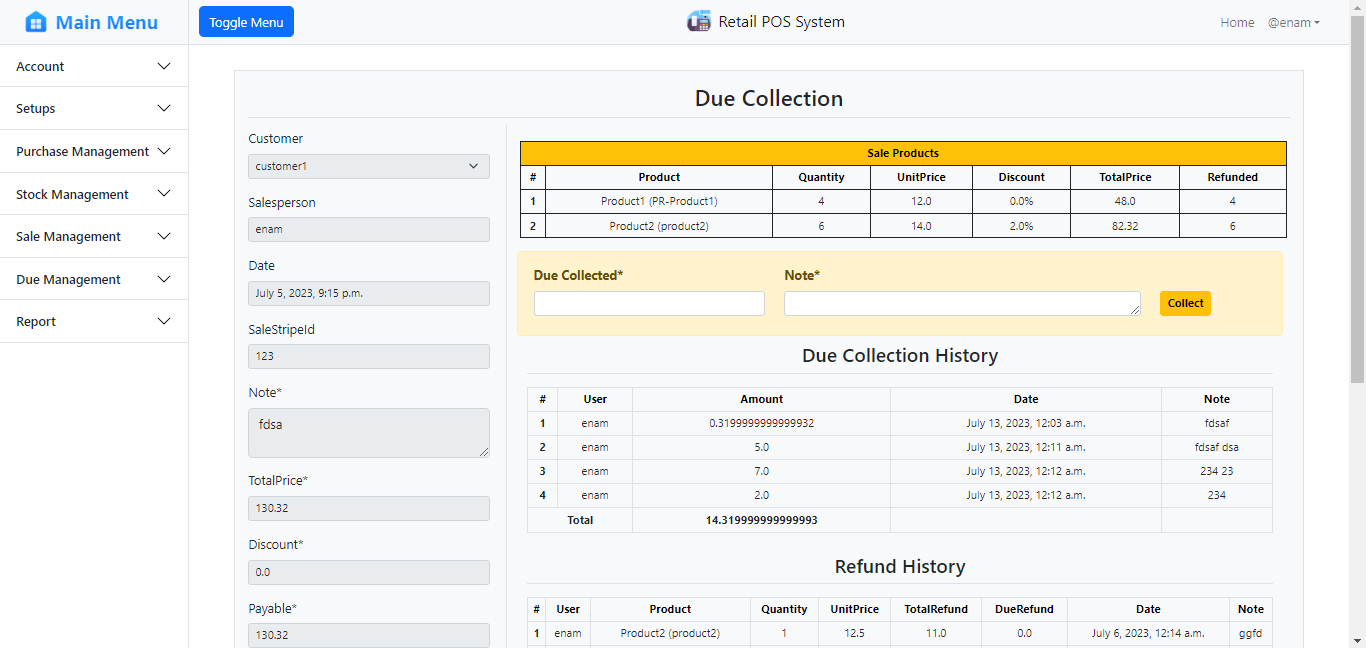 Main Menu
Toggle Menu
Retail POS System
Home @enam
Account
Setups
Purchase Management
Stock Management
Sale Management
Due Management
Report
Due Collection
Customer
customer1
Salesperson
enam
Date
July 5, 2023, 9:15 p.m.
SaleStripeId
123
Note*
fdsa
TotalPrice*
130.32
Discount*
0.0
Payable*
130.32
Sale Products
# Product Quantity UnitPrice Discount TotalPrice Refunded
1 Product1 (PR-Product1) 4 12.0 0.0% 48.0 4
2 Product2 (product2) 6 14.0 2.0% 82.32 6
Due Collected* Note*
Collect
Due Collection History
# User Amount Date Note
1 enam 0.3199999999999932 July 13, 2023, 12:03 a.m. fdsaf
2 enam 5.0 July 13, 2023, 12:11 a.m. fdsaf dsa
3 enam 7.0 July 13, 2023, 12:12 a.m. 234 23
4 enam 2.0 July 13, 2023, 12:12 a.m. 234
Total 14.319999999999993
Refund History
# User Product Quantity UnitPrice TotalRefund DueRefund Date Note
1 enam Product2 (product2) 1 12.5 11.0 0.0 July 6, 2023, 12:14 a.m. ggfd